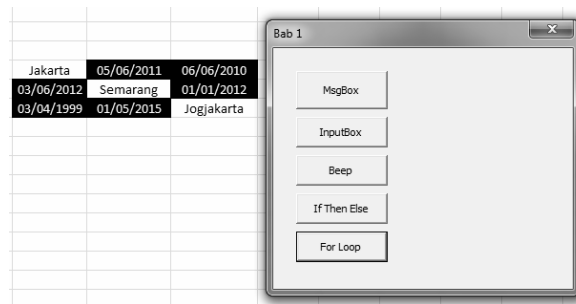 Jakarta 05/06/2011 06/06/2010
03/06/2012 Semarang 01/01/2012
03/04/1999 01/05/2015 Jogjakarta
Bab 1
MsgBox
InputBox
Beep
If Then Else
For Loop